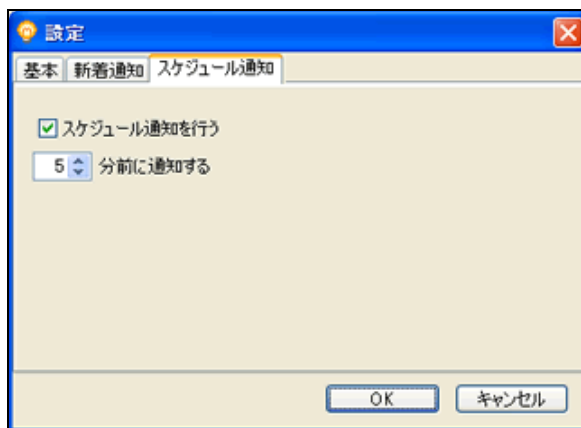 設定
基本 新着通知 スケジュール通知
スケジュール通知を行う
5 分前に通知する
OK キャンセル